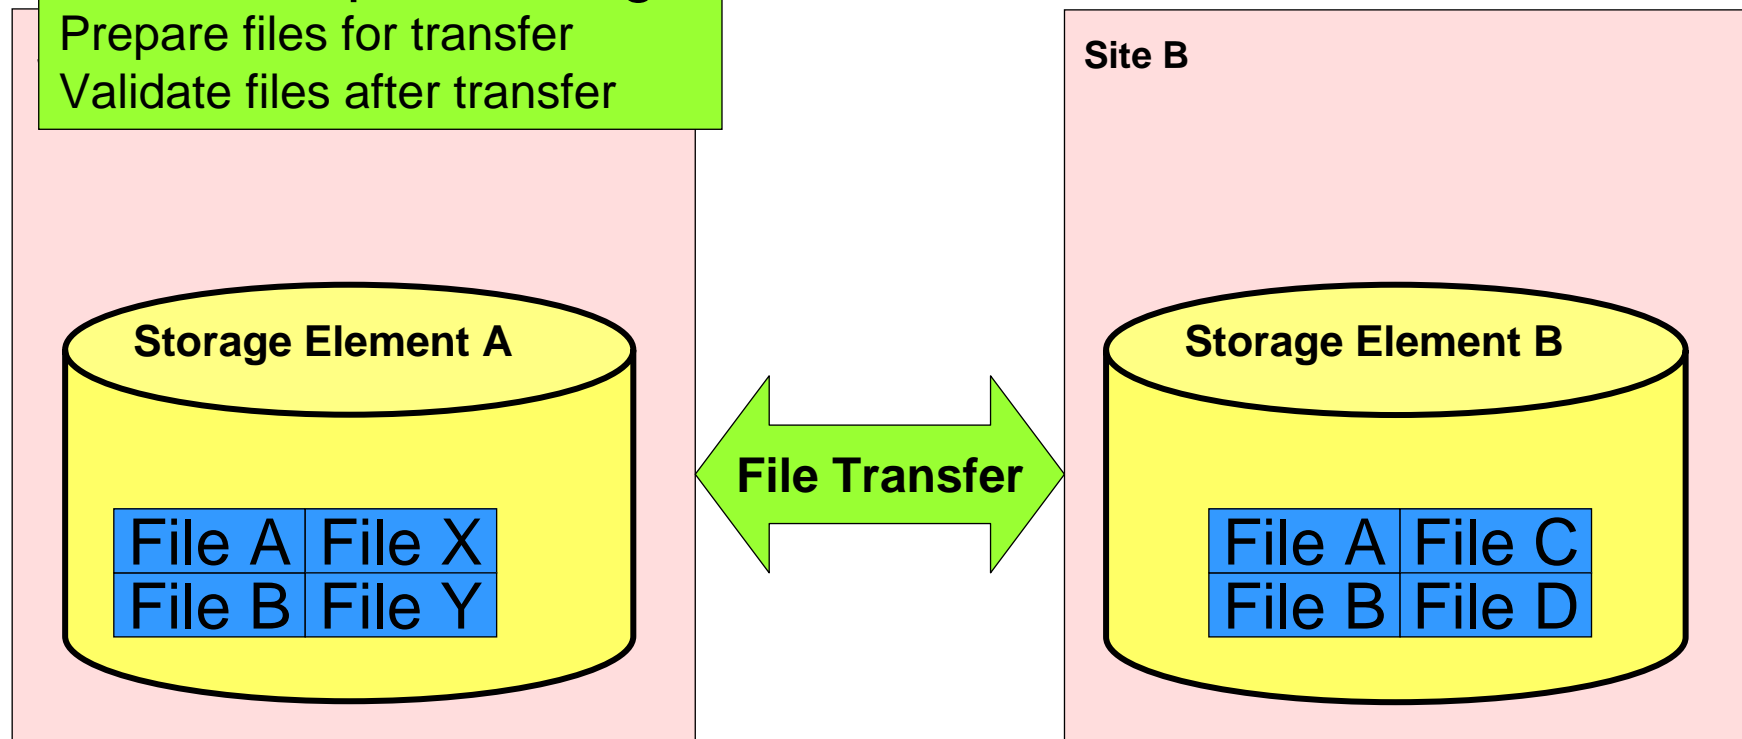 Prepare files for transfer
Validate files after transfer
Site B
Storage Element A
Storage Element B
File Transfer
File A File X
File B File Y
File A File C
File B File D